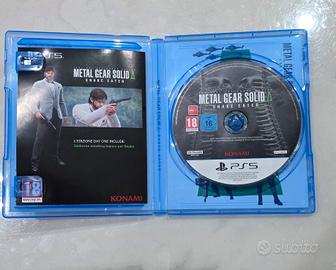 PS5
METAL GEAR SOLID Δ
SNAKE EATER
L'EDIZIONE DAY ONE INCLUDE:
18
KONAMI
METAL GEAR SOLID Δ
SNAKE EATER
18
16
KONAMI
PS5
METAL GEAR
subito